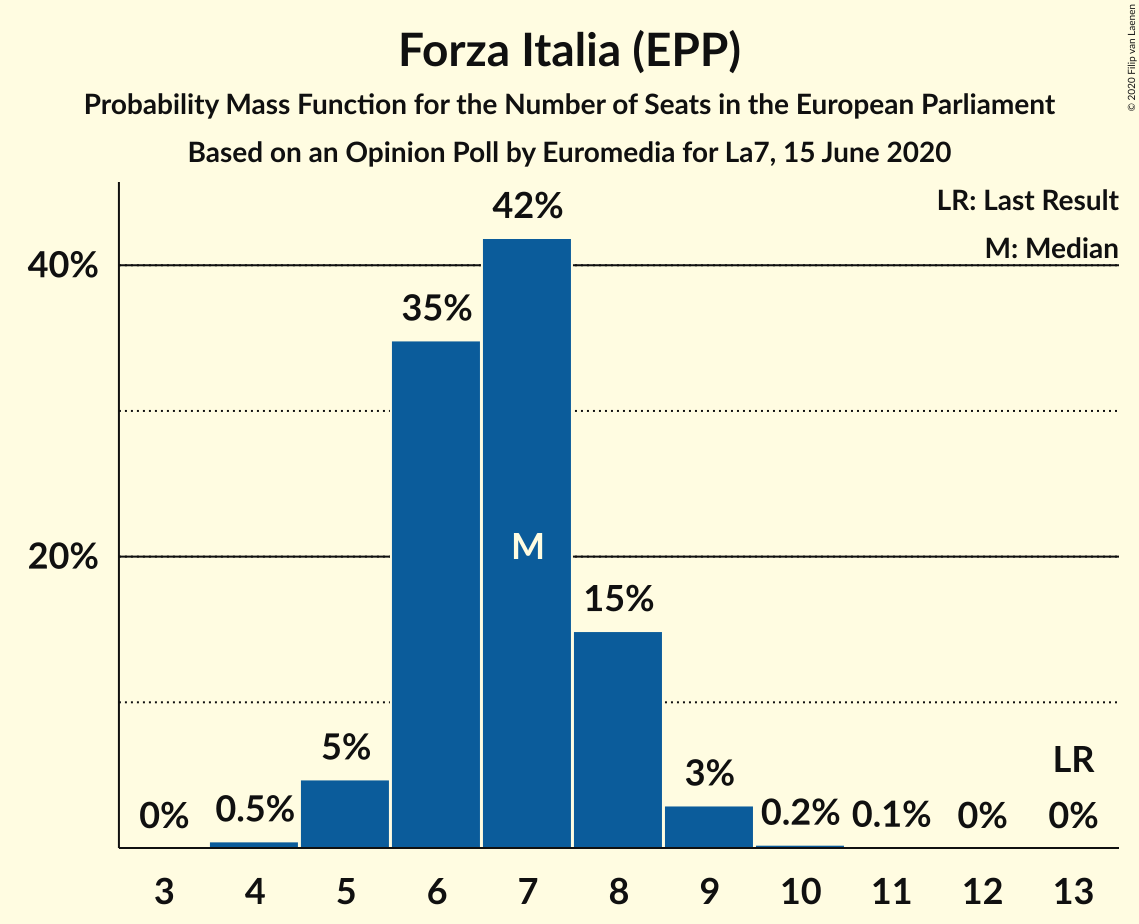 Forza Italia (EPP)
Probability Mass Function for the Number of Seats in the European Parliament
Based on an Opinion Poll by Euromedia for La7, 15 June 2020
© 2020 Filip van Laenen
LR: Last Result
M: Median
40%
20%
0%
0.5%
5%
35%
42%
M
15%
3%
0.2%
0.1%
0%
LR
0%
3 4 5 6 7 8 9 10 11 12 13